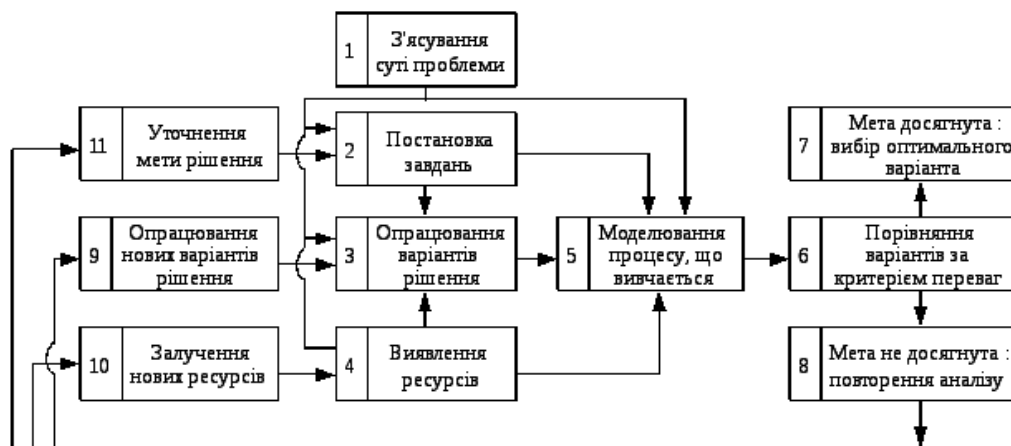 1
З'ясування
суті проблеми
11
Уточнення
мети рішення
2
Постановка
завдань
7
Мета досягнута :
вибір оптимального
варіанта
9
Опрацювання
нових варіантів
рішення
3
Опрацювання
варіантів
рішення
5
Моделювання
процесу, що
вивчається
6
Порівняння
варіантів за
критерієм переваг
10
Залучення
нових ресурсів
4
Виявлення
ресурсів
8
Мета не досягнута :
повторення аналізу